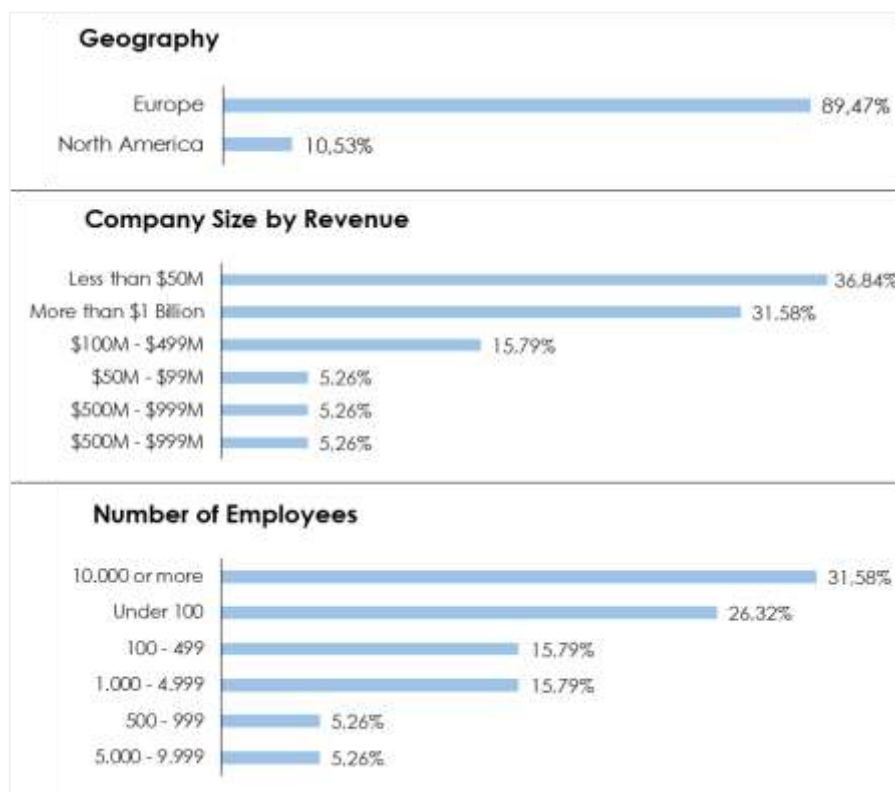 Geography
Europe 89,47%
North America 10,53%
Company Size by Revenue
Less than $50M 36,84%
More than $1 Billion 31,58%
$100M - $499M 15,79%
$50M - $99M 5,26%
$500M - $999M 5,26%
$500M - $999M 5,26%
Number of Employees
10.000 or more 31,58%
Under 100 26,32%
100 - 499 15,79%
1.000 - 4.999 15,79%
500 - 999 5,26%
5.000 - 9.999 5,26%